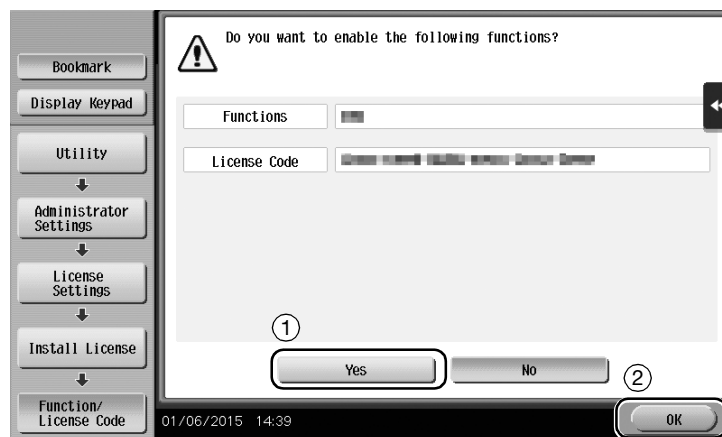 Do you want to enable the following functions?
Bookmark
Display Keypad
Utility
Administrator
Settings
License
Settings
Install License
Function/
License Code
Functions
License Code
1
Yes
No
2
OK
01/06/2015 14:39